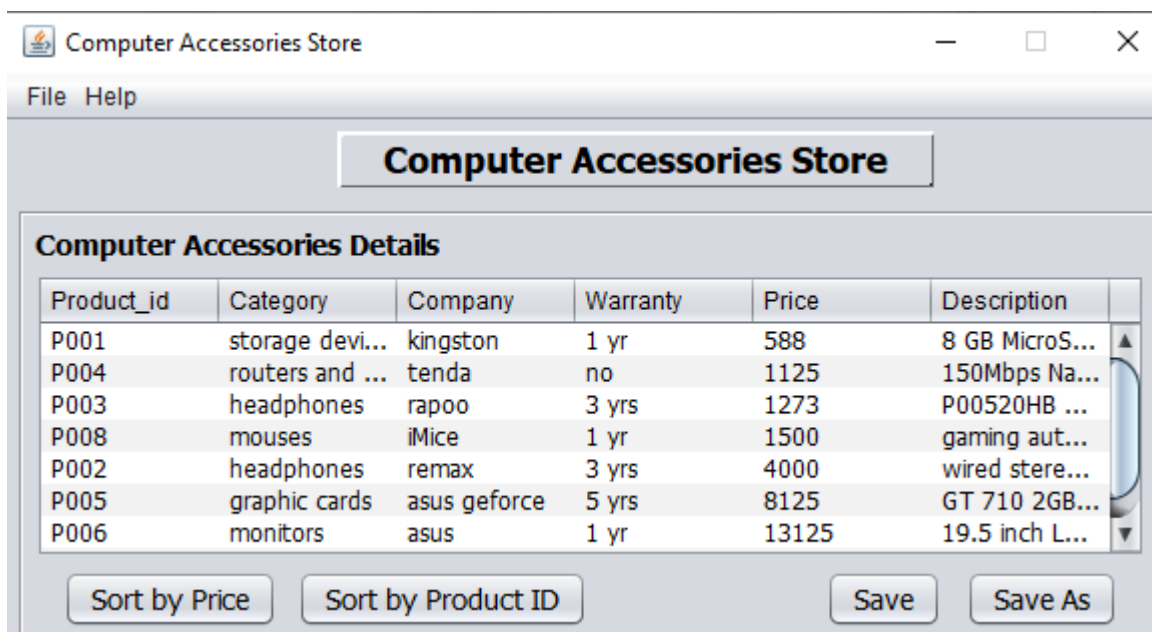 Computer Accessories Store
File Help
Computer Accessories Store
Computer Accessories Details
Product_id Category Company Warranty Price Description
P001 storage devi... kingston 1 yr 588 8 GB MicroS...
P004 routers and ... tenda no 1125 150Mbps Na...
P003 headphones rapoo 3 yrs 1273 P00520HB ...
P008 mouses iMice 1 yr 1500 gaming aut...
P002 headphones remax 3 yrs 4000 wired stere...
P005 graphic cards asus geforce 5 yrs 8125 GT 710 2GB...
P006 monitors asus 1 yr 13125 19.5 inch L...
Sort by Price Sort by Product ID Save Save As